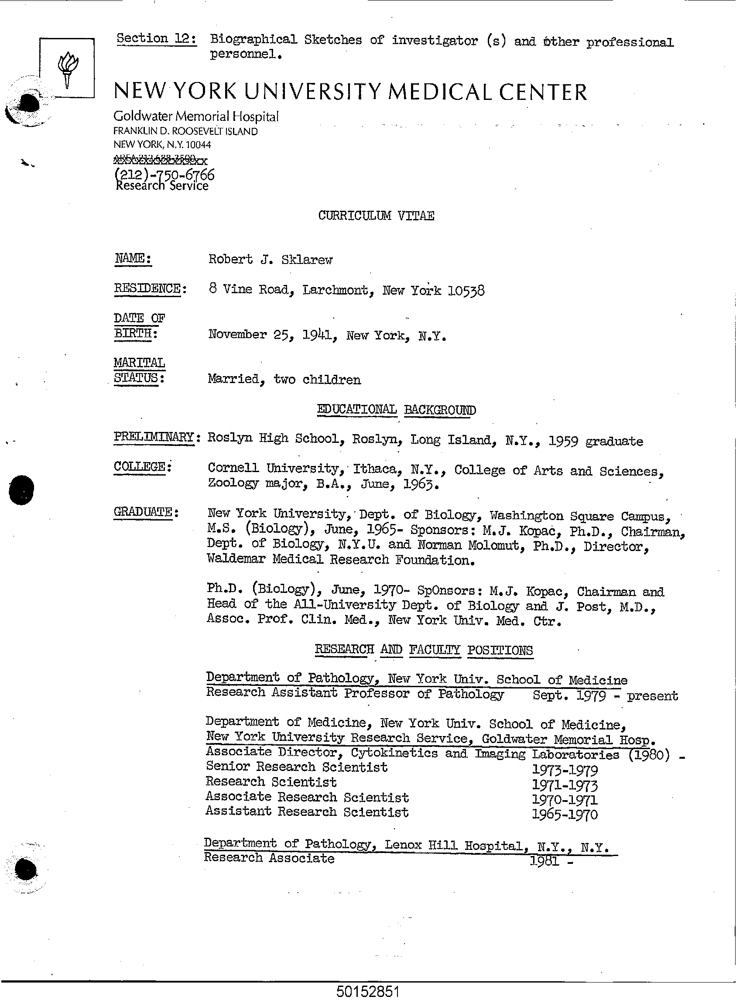 Section 12: Biographical Sketches of investigator (s) and other professional
personnel.
NEW YORK UNIVERSITY MEDICAL CENTER
Goldwater Memorial Hospital
FRANKLIN D. ROOSEVELT ISLAND
NEW YORK, N.Y. 10044
(212)-750-6766
Research Service
CURRICULUM VITAE
NAME: Robert J. Sklarew
RESIDENCE: 8 Vine Road, Larchmont, New York 10538
DATE OF
BIRTH: November 25, 1941, New York, N.Y.
MARITAL
STATUS: Married, two children
EDUCATIONAL BACKGROUND
PRELIMINARY: Roslyn High School, Roslyn, Long Island, N.Y., 1959 graduate
COLLEGE: Cornell University, Ithaca, N.Y., College of Arts and Sciences,
Zoology major, B.A., June, 1963.
GRADUATE: New York University, Dept. of Biology, Washington Square Campus,
M.S. (Biology), June, 1965- Sponsors: M.J. Kopac, Ph.D., Chairman,
Dept. of Biology, N.Y.U. and Norman Molomut, Ph.D., Director,
Waldemar Medical Research Foundation.
Ph.D. (Biology), June, 1970- SpOnsors: M.J. Kopac, Chairman and
Head of the All-University Dept. of Biology and J. Post, M.D.,
Assoc. Prof. Clin. Med., New York Univ. Med. Ctr.
RESEARCH AND FACULTY POSITIONS
Department of Pathology, New York Univ. School of Medicine
Research Assistant Professor of Pathology Sept. 1979 - present
Department of Medicine, New York Univ. School of Medicine,
New York University Research Service, Goldwater Memorial Hosp.
Associate Director, Cytokinetics and Imaging Laboratories (1980) -
Senior Research Scientist 1973-1979
Research Scientist 1971-1973
Associate Research Scientist 1970-1971
Assistant Research Scientist 1965-1970
Department of Pathology, Lenox Hill Hospital, N.Y., N.Y.
Research Associate 1981 -
50152851